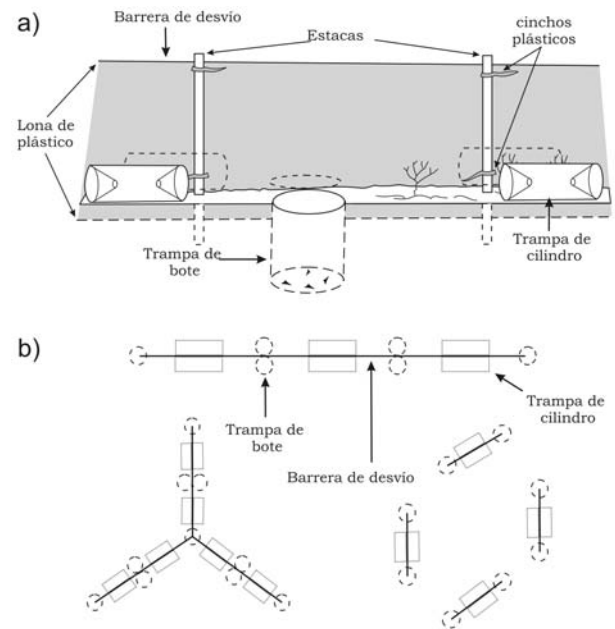 a)
Barrera de desvío
Estacas
cinchos
plásticos
Lona de
plástico
Trampa de
bote
Trampa de
cilindro
b)
Trampa de
bote
Barrera de desvío
Trampa de
cilindro